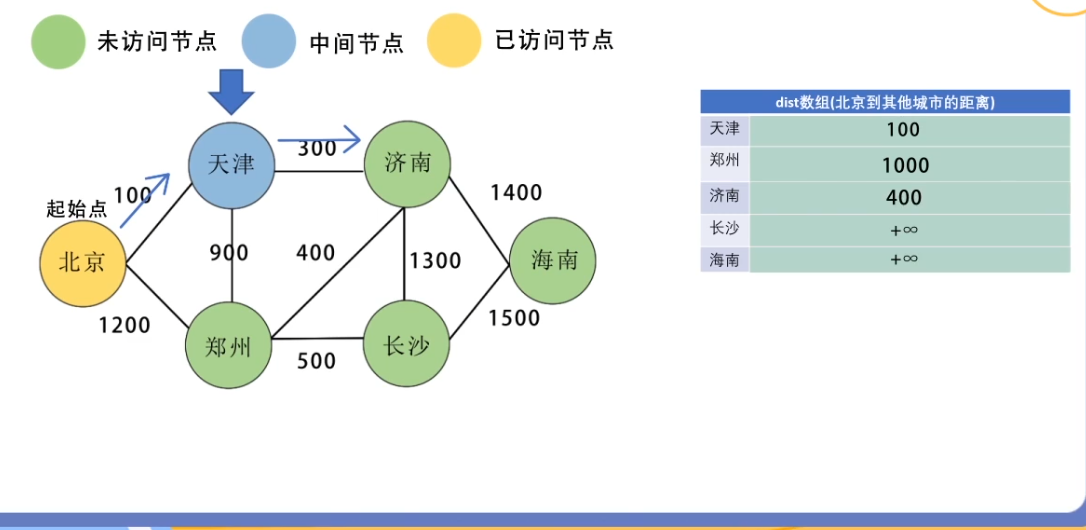 未访问节点
中间节点
已访问节点
起始点
100
300
1400
天津
济南
北京
900
400
1300
海南
1200
1500
郑州
长沙
500
dist数组(北京到其他城市的距离)
天津 100
郑州 1000
济南 400
长沙 +∞
海南 +∞